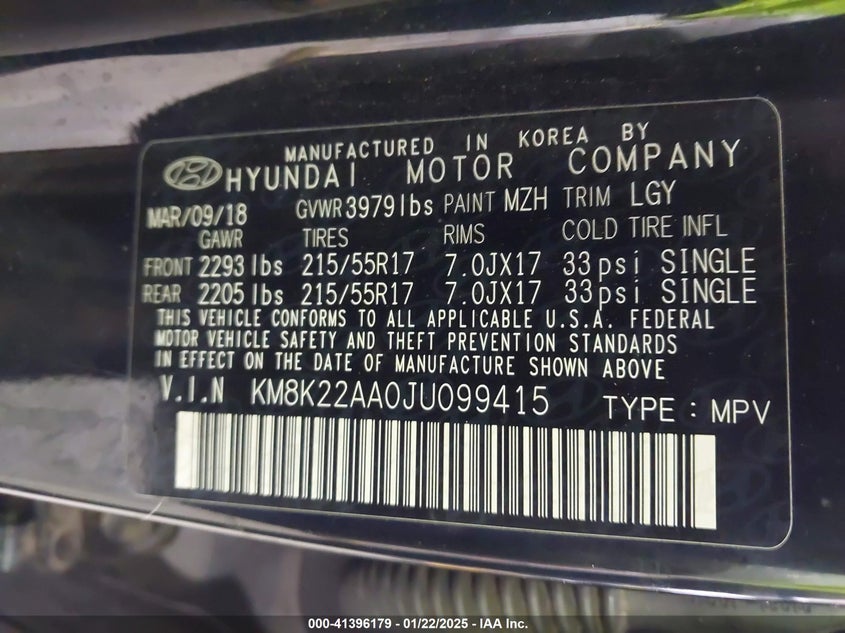 MANUFACTURED IN KOREA BY
HYUNDAI MOTOR COMPANY
MAR/09/18 GVWR 3979lbs PAINT MZH TRIM LGY
GAWR TIRES RIMS COLD TIRE INFL
FRONT 2293 lbs 215/55R17 7.0JX17 33psi SINGLE
REAR 2205 lbs 215/55R17 7.0JX17 33psi SINGLE
THIS VEHICLE CONFORMS TO ALL APPLICABLE U.S.A. FEDERAL
MOTOR VEHICLE SAFETY AND THEFT PREVENTION STANDARDS
IN EFFECT ON THE DATE OF MANUFACTURE SHOWN ABOVE
V.I.N KM8K22AA0JU099415 TYPE : MPV
000-41396179 - 01/22/2025 - IAA Inc.